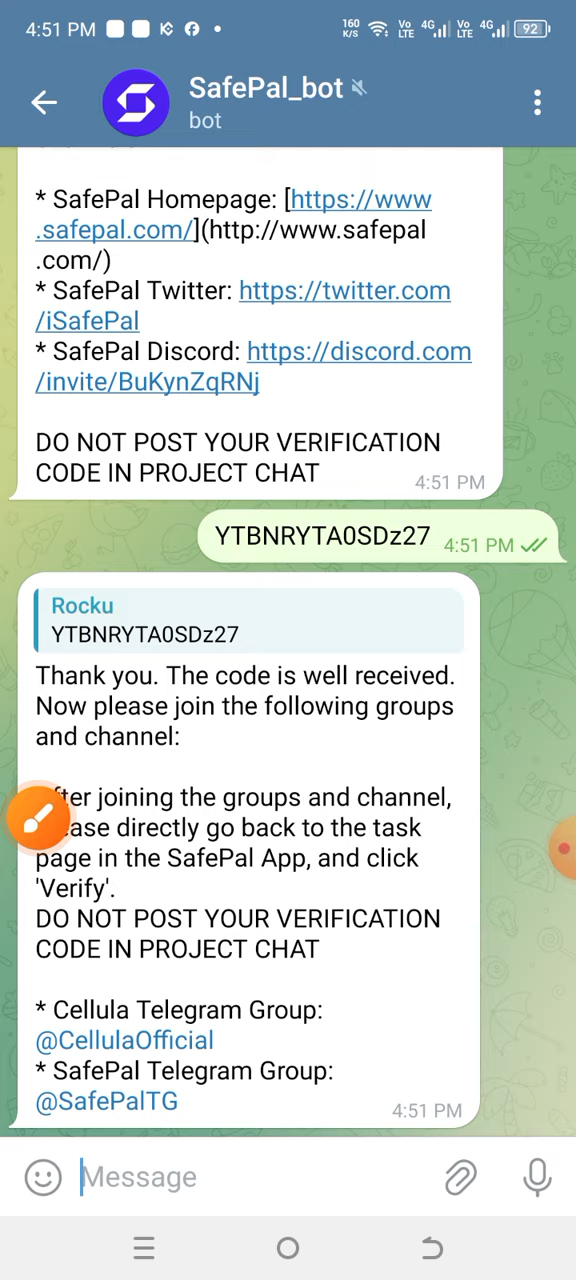 4:51 PM
160 K/S Vo LTE 4G Vo LTE 4G 92
SafePal_bot
bot
* SafePal Homepage: [https://www
.safepal.com/](http://www.safepal
.com/)
* SafePal Twitter: https://twitter.com
/iSafePal
* SafePal Discord: https://discord.com
/invite/BuKynZqRNj
DO NOT POST YOUR VERIFICATION
CODE IN PROJECT CHAT
4:51 PM
YTBNRYTA0SDz27
4:51 PM
Rocku
YTBNRYTA0SDz27
Thank you. The code is well received.
Now please join the following groups
and channel:
ter joining the groups and channel,
ase directly go back to the task
page in the SafePal App, and click
'Verify'.
DO NOT POST YOUR VERIFICATION
CODE IN PROJECT CHAT
* Cellula Telegram Group:
@CellulaOfficial
* SafePal Telegram Group:
@SafePalTG
4:51 PM
Message